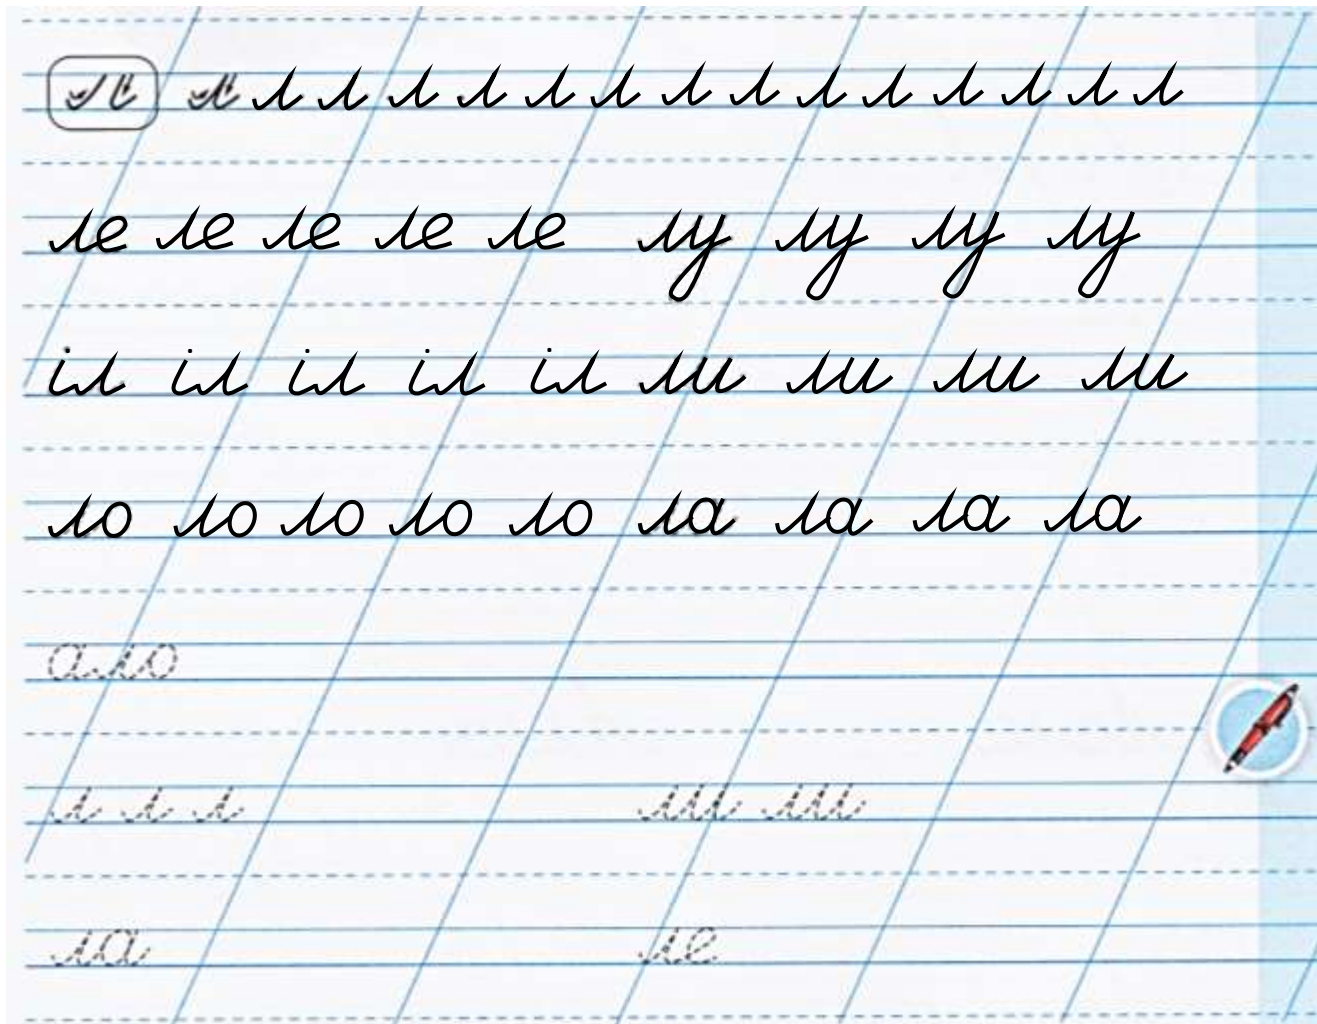 л л л л л л л л л л л л л л л
ле ле ле ле ле лу лу лу лу
іл іл іл іл іл ли ли ли ли
ло ло ло ло ло ла ла ла ла
ало
л л л ли ли
ла ле